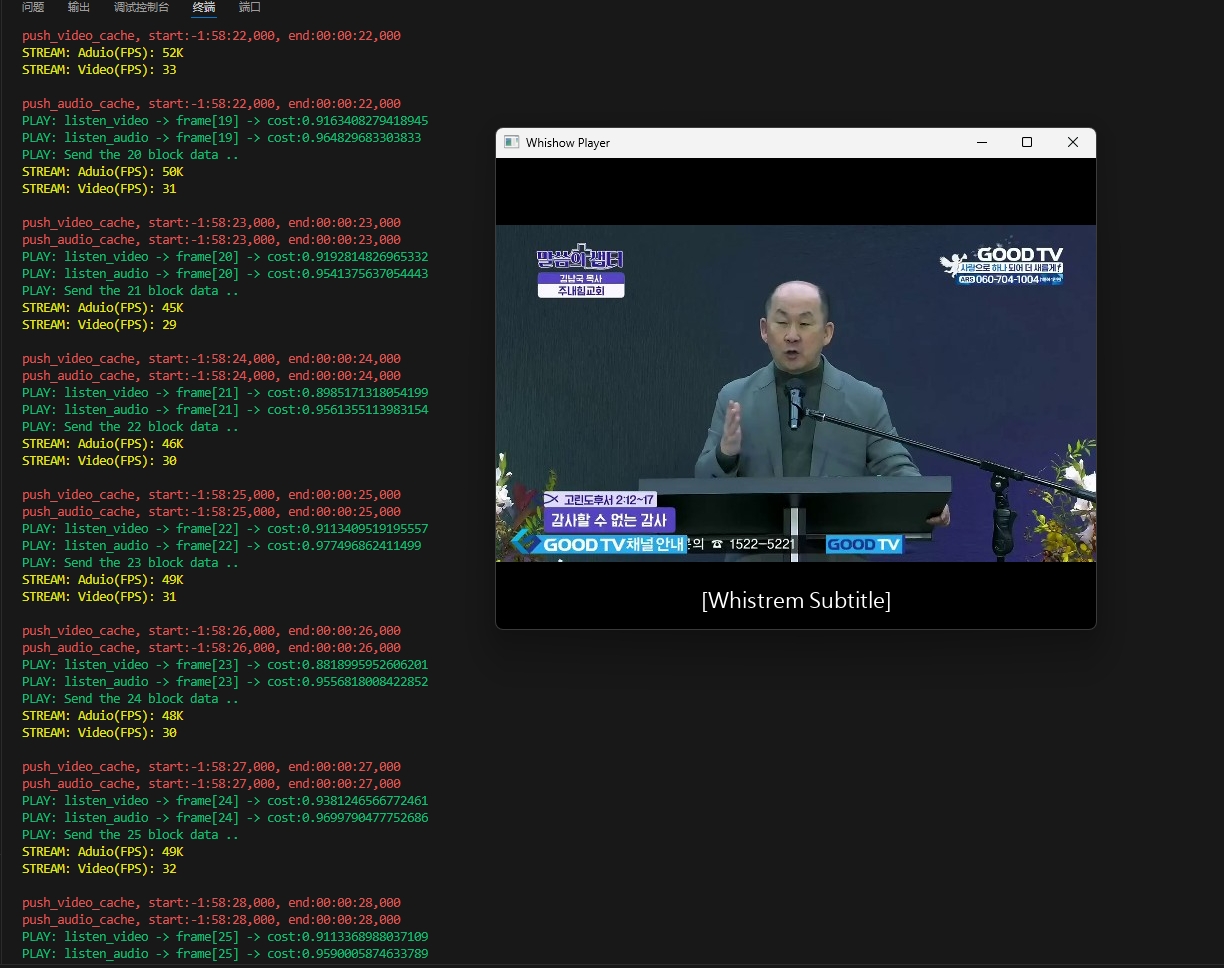 问题 输出 调试控制台 终端 端口
push_video_cache, start:-1:58:22,000, end:00:00:22,000
STREAM: Aduio(FPS): 52K
STREAM: Video(FPS): 33
push_audio_cache, start:-1:58:22,000, end:00:00:22,000
PLAY: listen_video -> frame[19] -> cost:0.9163408279418945
PLAY: listen_audio -> frame[19] -> cost:0.964829683303833
PLAY: Send the 20 block data ..
STREAM: Aduio(FPS): 50K
STREAM: Video(FPS): 31
push_video_cache, start:-1:58:23,000, end:00:00:23,000
push_audio_cache, start:-1:58:23,000, end:00:00:23,000
PLAY: listen_video -> frame[20] -> cost:0.9192814826965332
PLAY: listen_audio -> frame[20] -> cost:0.9541375637054443
PLAY: Send the 21 block data ..
STREAM: Aduio(FPS): 45K
STREAM: Video(FPS): 29
push_video_cache, start:-1:58:24,000, end:00:00:24,000
push_audio_cache, start:-1:58:24,000, end:00:00:24,000
PLAY: listen_video -> frame[21] -> cost:0.8985171318054199
PLAY: listen_audio -> frame[21] -> cost:0.9561355113983154
PLAY: Send the 22 block data ..
STREAM: Aduio(FPS): 46K
STREAM: Video(FPS): 30
push_video_cache, start:-1:58:25,000, end:00:00:25,000
push_audio_cache, start:-1:58:25,000, end:00:00:25,000
PLAY: listen_video -> frame[22] -> cost:0.9113409519195557
PLAY: listen_audio -> frame[22] -> cost:0.977496862411499
PLAY: Send the 23 block data ..
STREAM: Aduio(FPS): 49K
STREAM: Video(FPS): 31
push_video_cache, start:-1:58:26,000, end:00:00:26,000
push_audio_cache, start:-1:58:26,000, end:00:00:26,000
PLAY: listen_video -> frame[23] -> cost:0.8818995952606201
PLAY: listen_audio -> frame[23] -> cost:0.9556818008422852
PLAY: Send the 24 block data ..
STREAM: Aduio(FPS): 48K
STREAM: Video(FPS): 30
push_video_cache, start:-1:58:27,000, end:00:00:27,000
push_audio_cache, start:-1:58:27,000, end:00:00:27,000
PLAY: listen_video -> frame[24] -> cost:0.9381246566772461
PLAY: listen_audio -> frame[24] -> cost:0.9699790477752686
PLAY: Send the 25 block data ..
STREAM: Aduio(FPS): 49K
STREAM: Video(FPS): 32
push_video_cache, start:-1:58:28,000, end:00:00:28,000
push_audio_cache, start:-1:58:28,000, end:00:00:28,000
PLAY: listen_video -> frame[25] -> cost:0.9113368988037109
PLAY: listen_audio -> frame[25] -> cost:0.9590005874633789
Whishow Player
말씀의 샘터
김남국 목사
주내힘교회
GOOD TV
사랑으로 하나 되어 더 새롭게!
ARS 060-704-1004
고린도후서 2:12~17
감사할 수 없는 감사
GOOD TV 채널 안내 의 ☎ 1522-5221 GOOD TV
[Whistrem Subtitle]